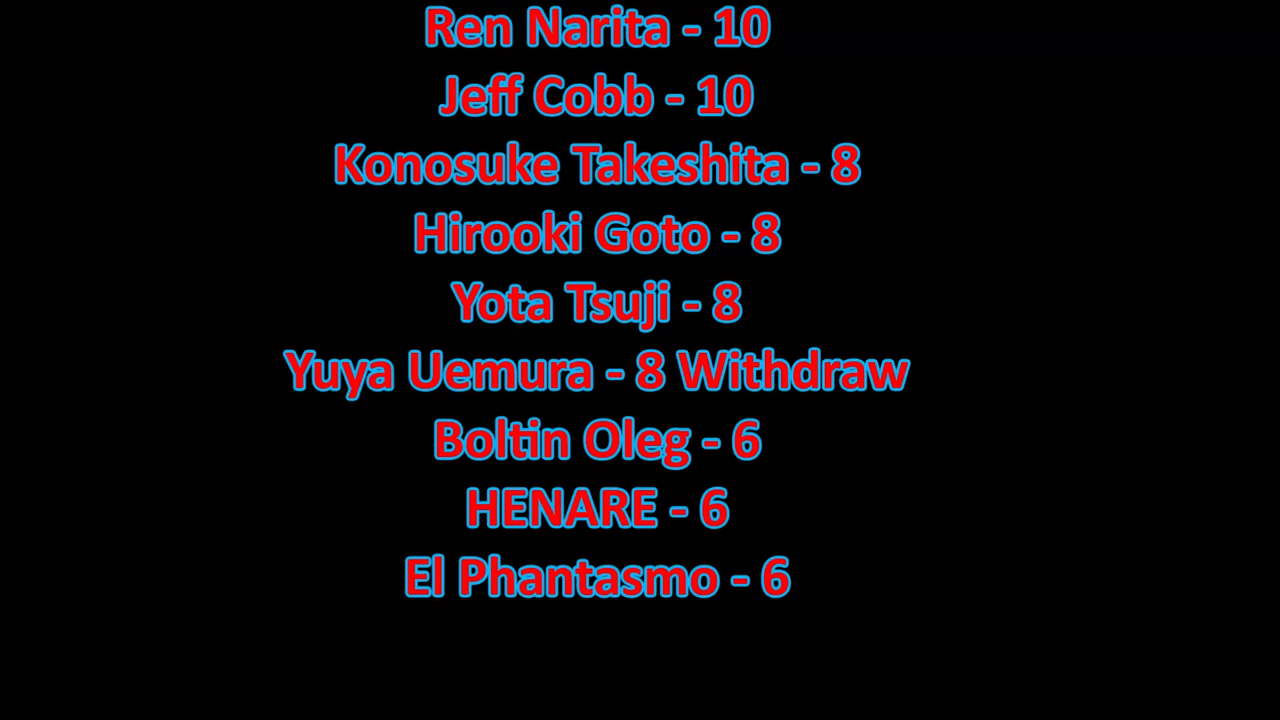 Ren Narita - 10
Jeff Cobb - 10
Konosuke Takeshita - 8
Hirooki Goto - 8
Yota Tsuji - 8
Yuya Uemura - 8 Withdraw
Boltin Oleg - 6
HENARE - 6
El Phantasmo - 6